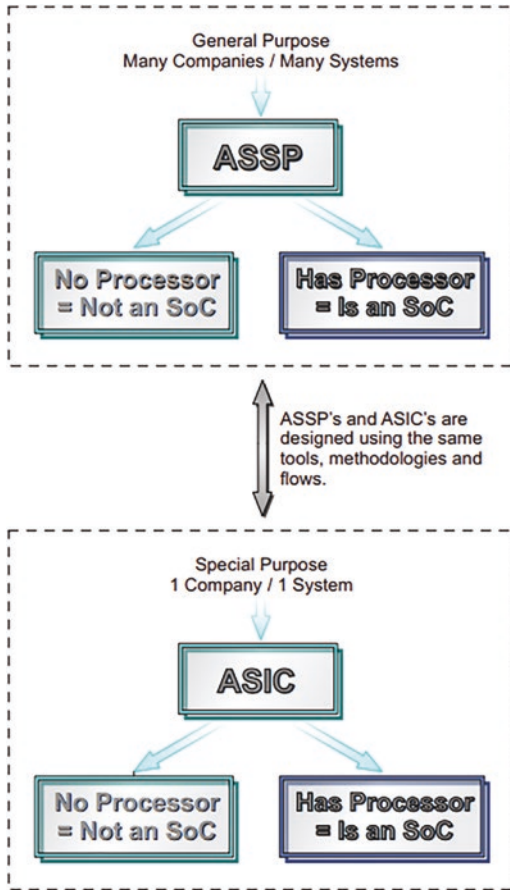 General Purpose
Many Companies / Many Systems
ASSP
No Processor
= Not an SoC
Has Processor
= Is an SoC
ASSP's and ASIC's are
designed using the same
tools, methodologies and
flows.
Special Purpose
1 Company / 1 System
ASIC
No Processor
= Not an SoC
Has Processor
= Is an SoC